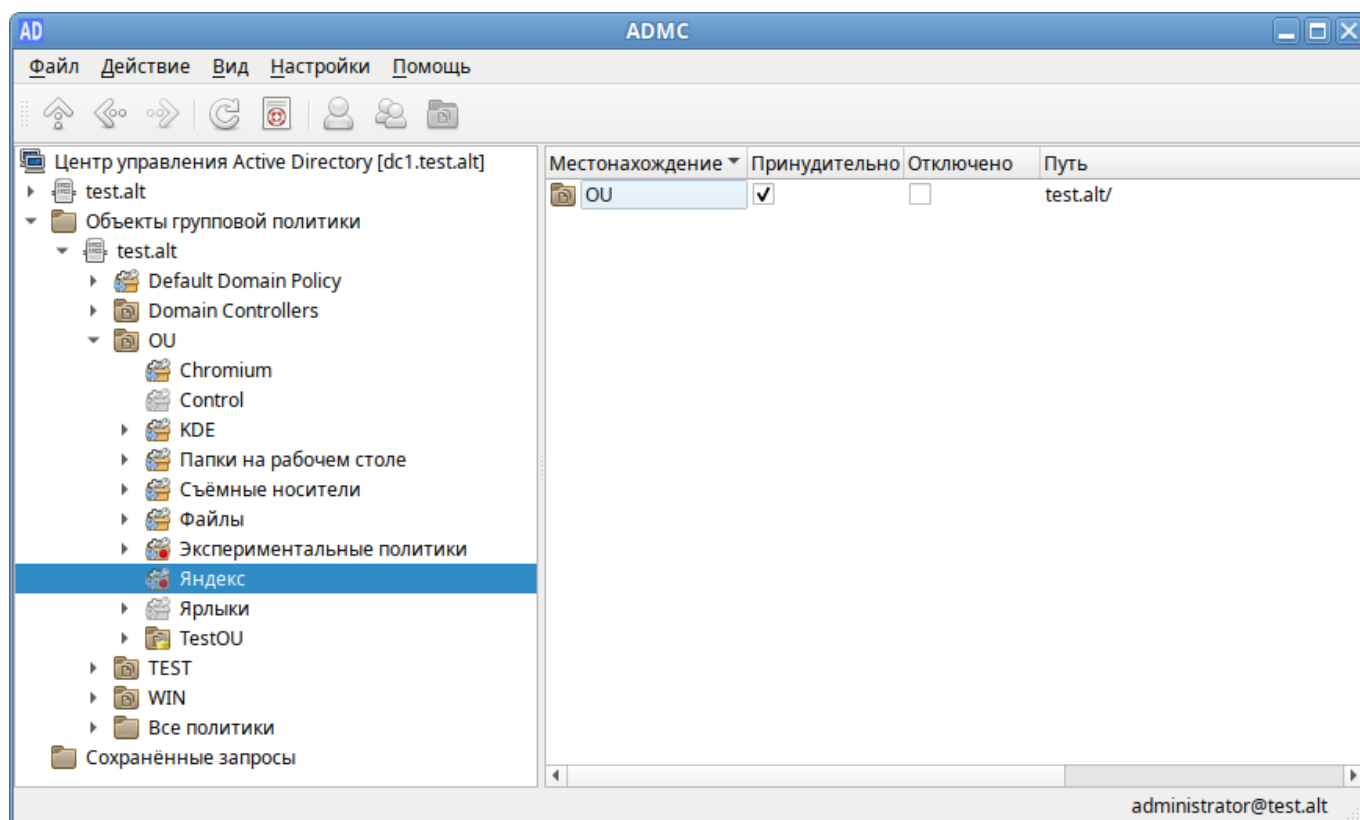 AD ADMC
Файл Действие Вид Настройки Помощь
Центр управления Active Directory [dc1.test.alt]
test.alt
Объекты групповой политики
test.alt
Default Domain Policy
Domain Controllers
OU
Chromium
Control
KDE
Папки на рабочем столе
Съёмные носители
Файлы
Экспериментальные политики
Яндекс
Ярлыки
TestOU
TEST
WIN
Все политики
Сохранённые запросы
Местонахождение Принудительно Отключено Путь
OU test.alt/
administrator@test.alt